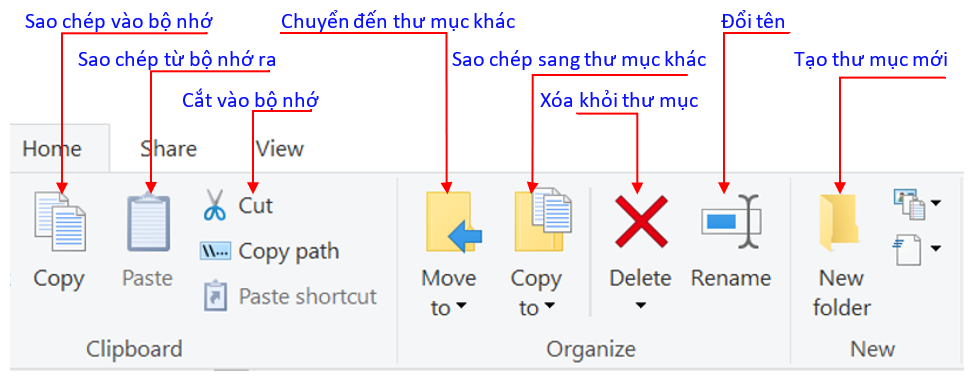 Sao chép vào bộ nhớ
Chuyển đến thư mục khác
Đổi tên
Sao chép từ bộ nhớ ra
Sao chép sang thư mục khác
Tạo thư mục mới
Cắt vào bộ nhớ
Xóa khỏi thư mục
Home
Share
View
Copy
Paste
Cut
Copy path
Paste shortcut
Clipboard
Move
to
Copy
to
Delete
Rename
Organize
New
folder
New